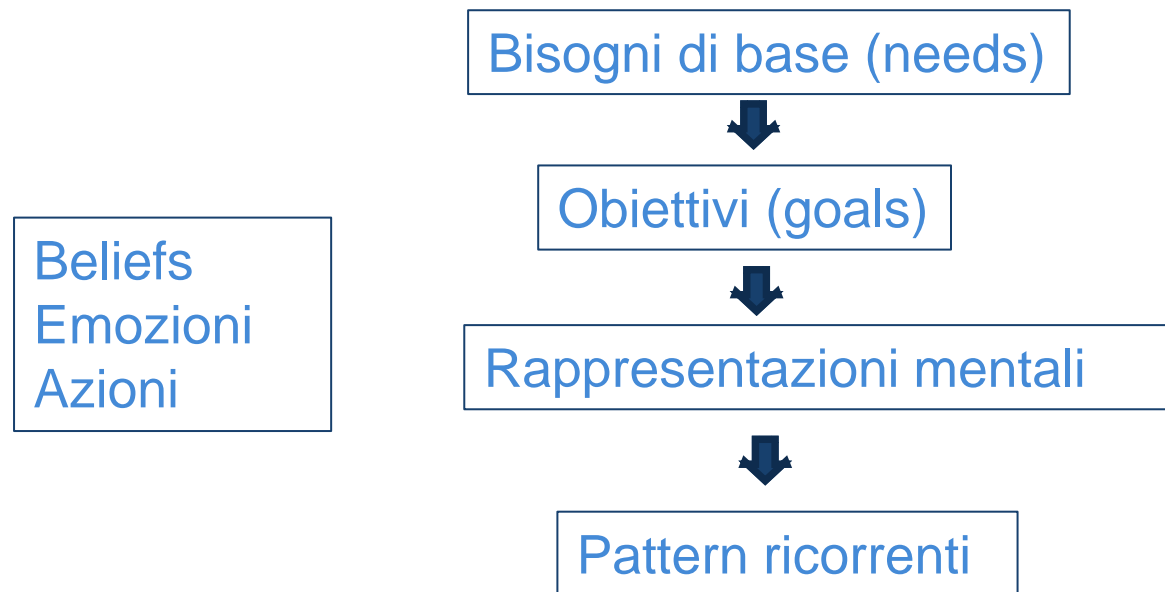 Bisogni di base (needs)
Obiettivi (goals)
Beliefs
Emozioni
Azioni
Rappresentazioni mentali
Pattern ricorrenti